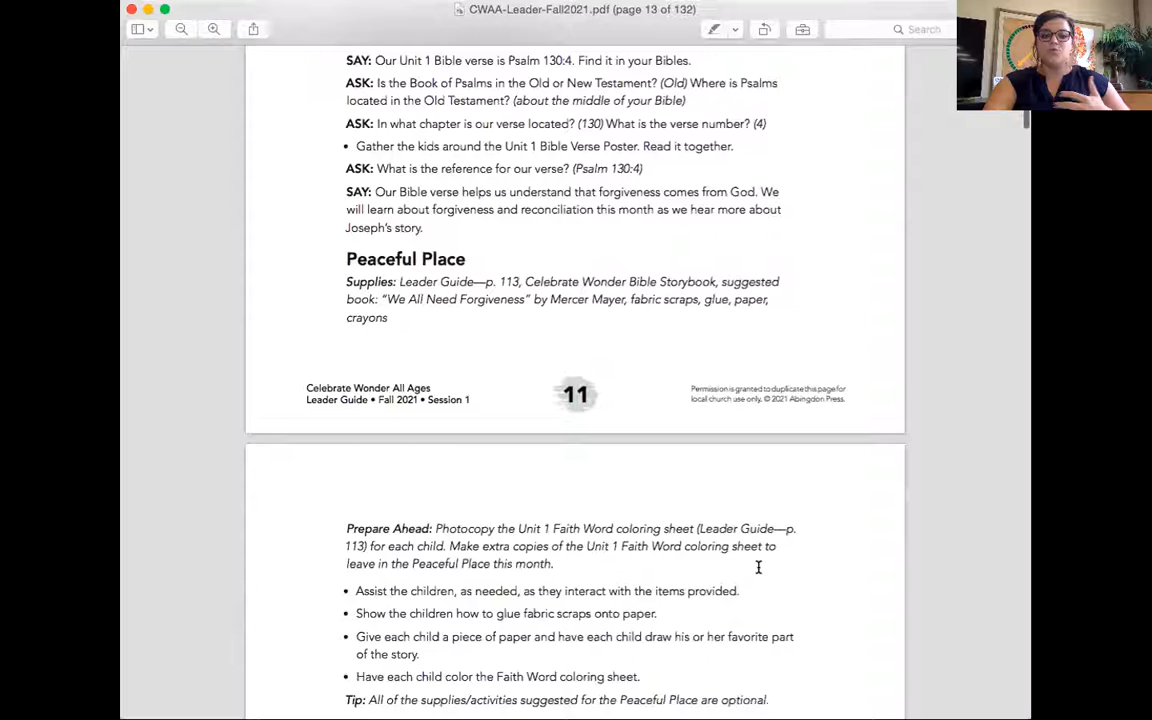 CWAA-Leader-Fall2021.pdf (page 13 of 132)
Search
SAY: Our Unit 1 Bible verse is Psalm 130:4. Find it in your Bibles.
ASK: Is the Book of Psalms in the Old or New Testament? (Old) Where is Psalms
located in the Old Testament? (about the middle of your Bible)
ASK: In what chapter is our verse located? (130) What is the verse number? (4)
• Gather the kids around the Unit 1 Bible Verse Poster. Read it together.
ASK: What is the reference for our verse? (Psalm 130:4)
SAY: Our Bible verse helps us understand that forgiveness comes from God. We
will learn about forgiveness and reconciliation this month as we hear more about
Joseph's story.
Peaceful Place
Supplies: Leader Guide—p. 113, Celebrate Wonder Bible Storybook, suggested
book: "We All Need Forgiveness" by Mercer Mayer, fabric scraps, glue, paper,
crayons
Celebrate Wonder All Ages
Leader Guide • Fall 2021 • Session 1
11
Permission is granted to duplicate this page for
local church use only. © 2021 Abingdon Press.
Prepare Ahead: Photocopy the Unit 1 Faith Word coloring sheet (Leader Guide—p.
113) for each child. Make extra copies of the Unit 1 Faith Word coloring sheet to
leave in the Peaceful Place this month.
• Assist the children, as needed, as they interact with the items provided.
• Show the children how to glue fabric scraps onto paper.
• Give each child a piece of paper and have each child draw his or her favorite part
of the story.
• Have each child color the Faith Word coloring sheet.
Tip: All of the supplies/activities suggested for the Peaceful Place are optional.